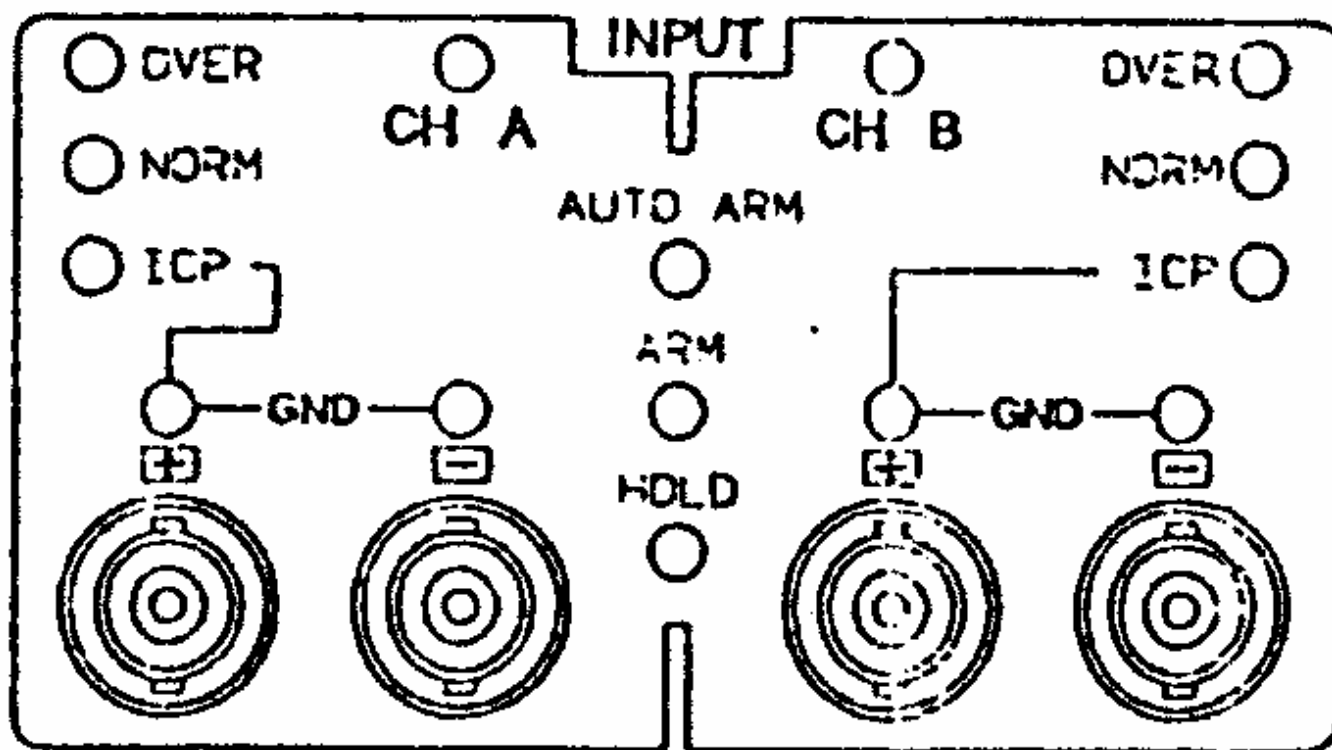 INPUT
OVER
CH A
CH B
OVER
NORM
NORM
AUTO ARM
ICP
ICP
ARM
GND
GND
+
-
+
-
HOLD